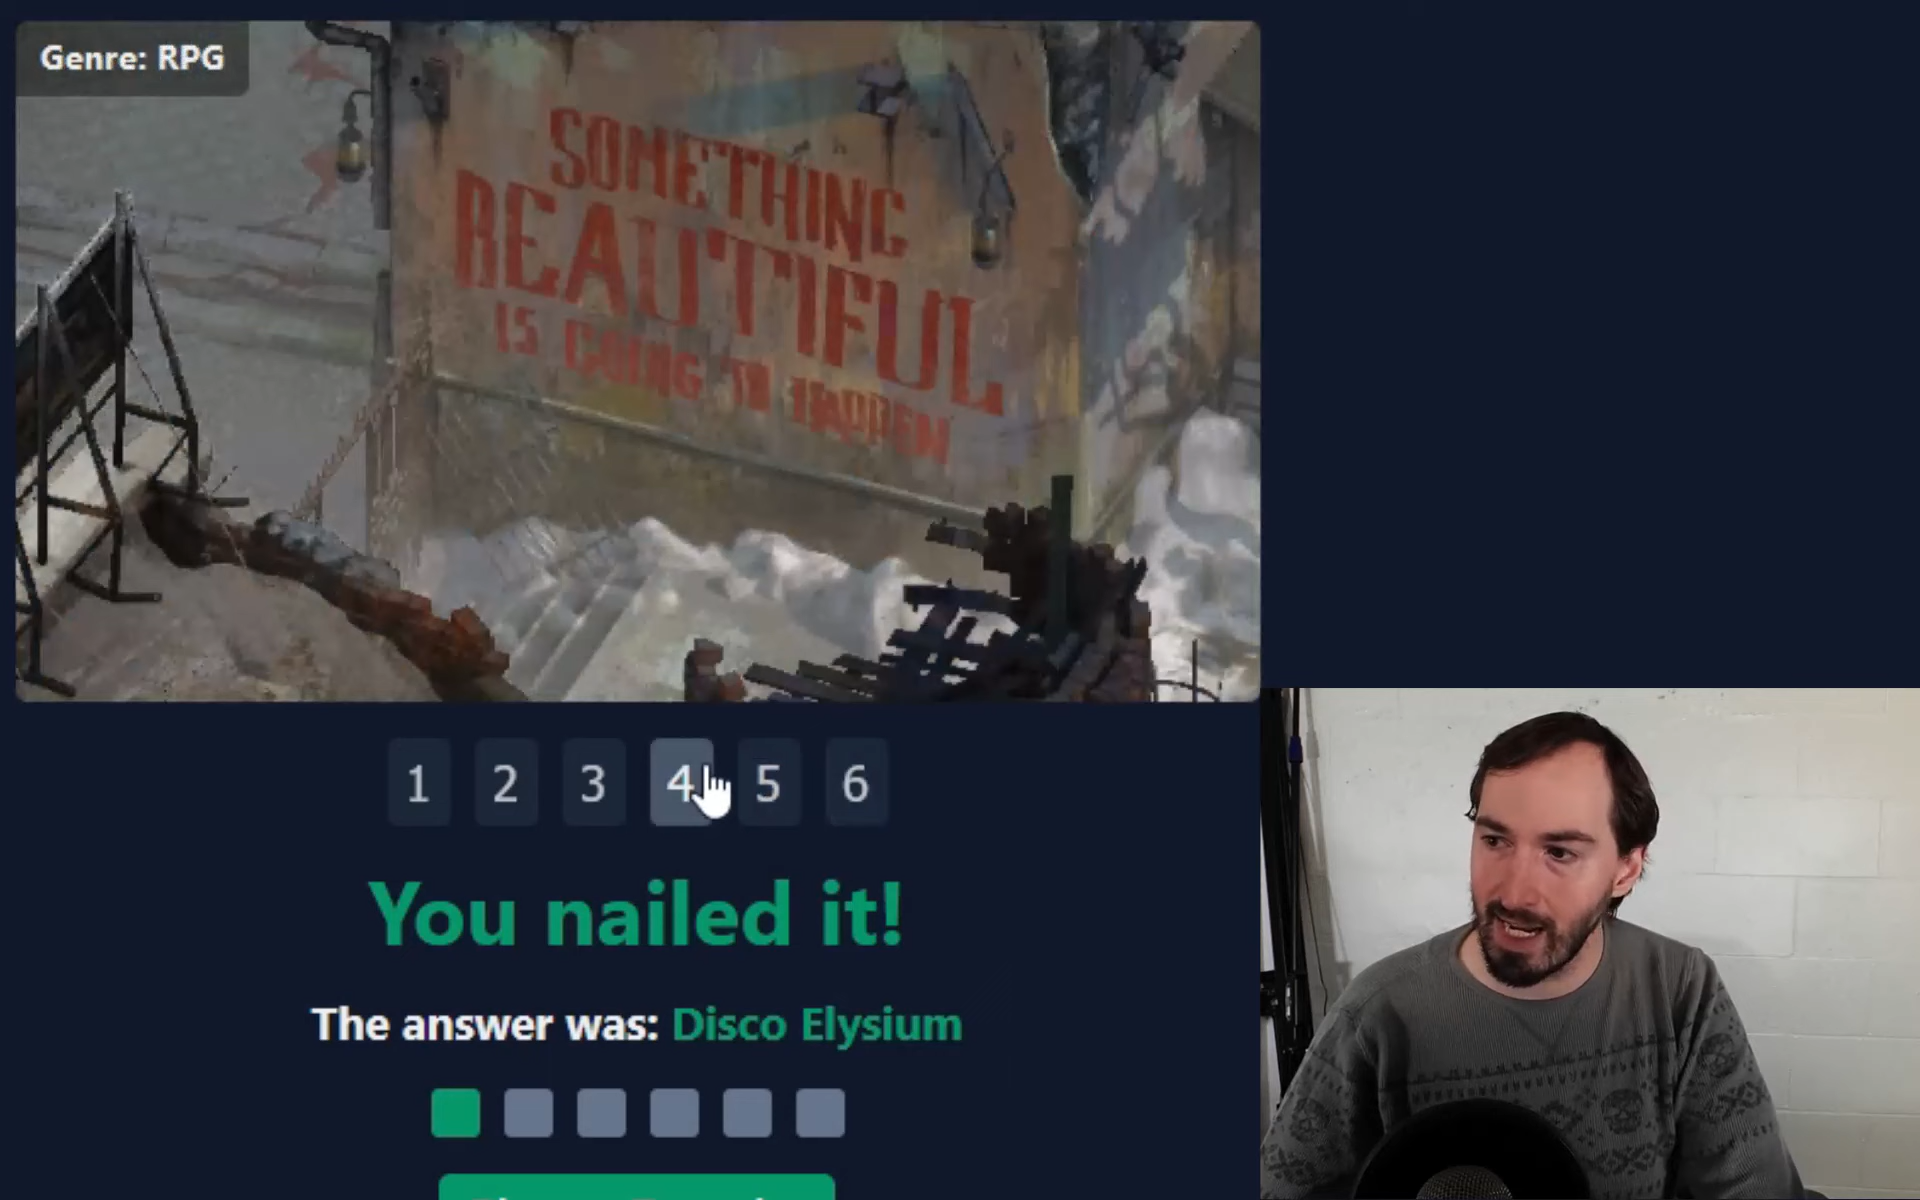 Genre: RPG
SOMETHING
BEAUTIFUL
IS GOING TO HAPPEN
1 2 3 4 5 6
You nailed it!
The answer was: Disco Elysium